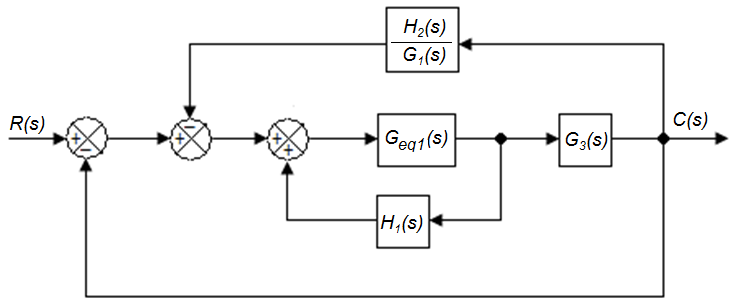 H₂(s)
G₁(s)
R(s)
+
−
−
+
+
+
Geq1(s)
G₃(s)
C(s)
H₁(s)